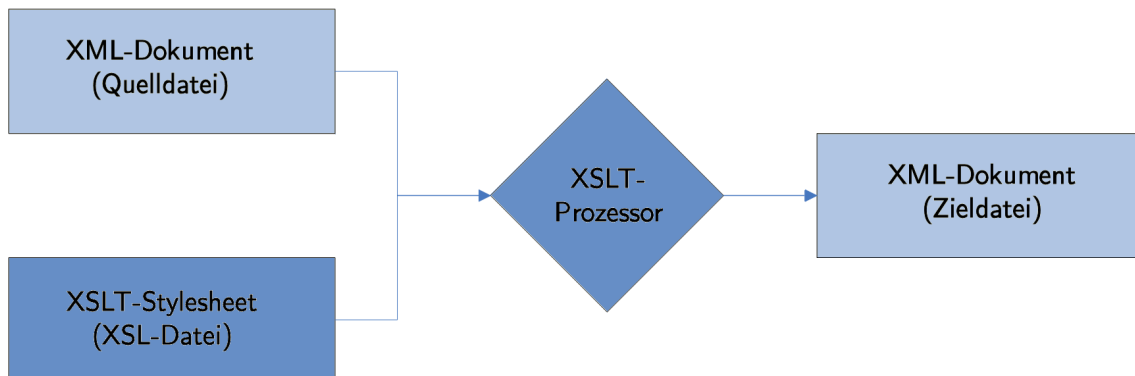 XML-Dokument
(Quelldatei)
XSLT-Stylesheet
(XSL-Datei)
XSLT-
Prozessor
XML-Dokument
(Zieldatei)